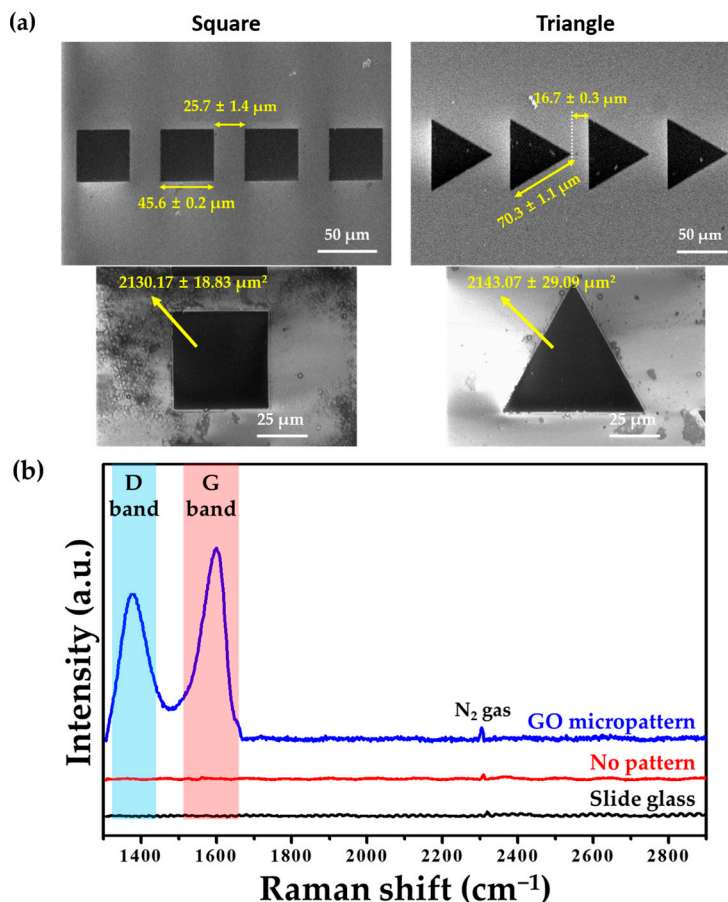 (a)
Square
Triangle
25.7 ± 1.4 μm
45.6 ± 0.2 μm
50 μm
16.7 ± 0.3 μm
70.3 ± 1.1 μm
50 μm
2130.17 ± 18.83 μm²
25 μm
2143.07 ± 29.09 μm²
25 μm
(b)
D
band
G
band
Intensity (a.u.)
N₂ gas
GO micropattern
No pattern
Slide glass
1400 1600 1800 2000 2200 2400 2600 2800
Raman shift (cm⁻¹)